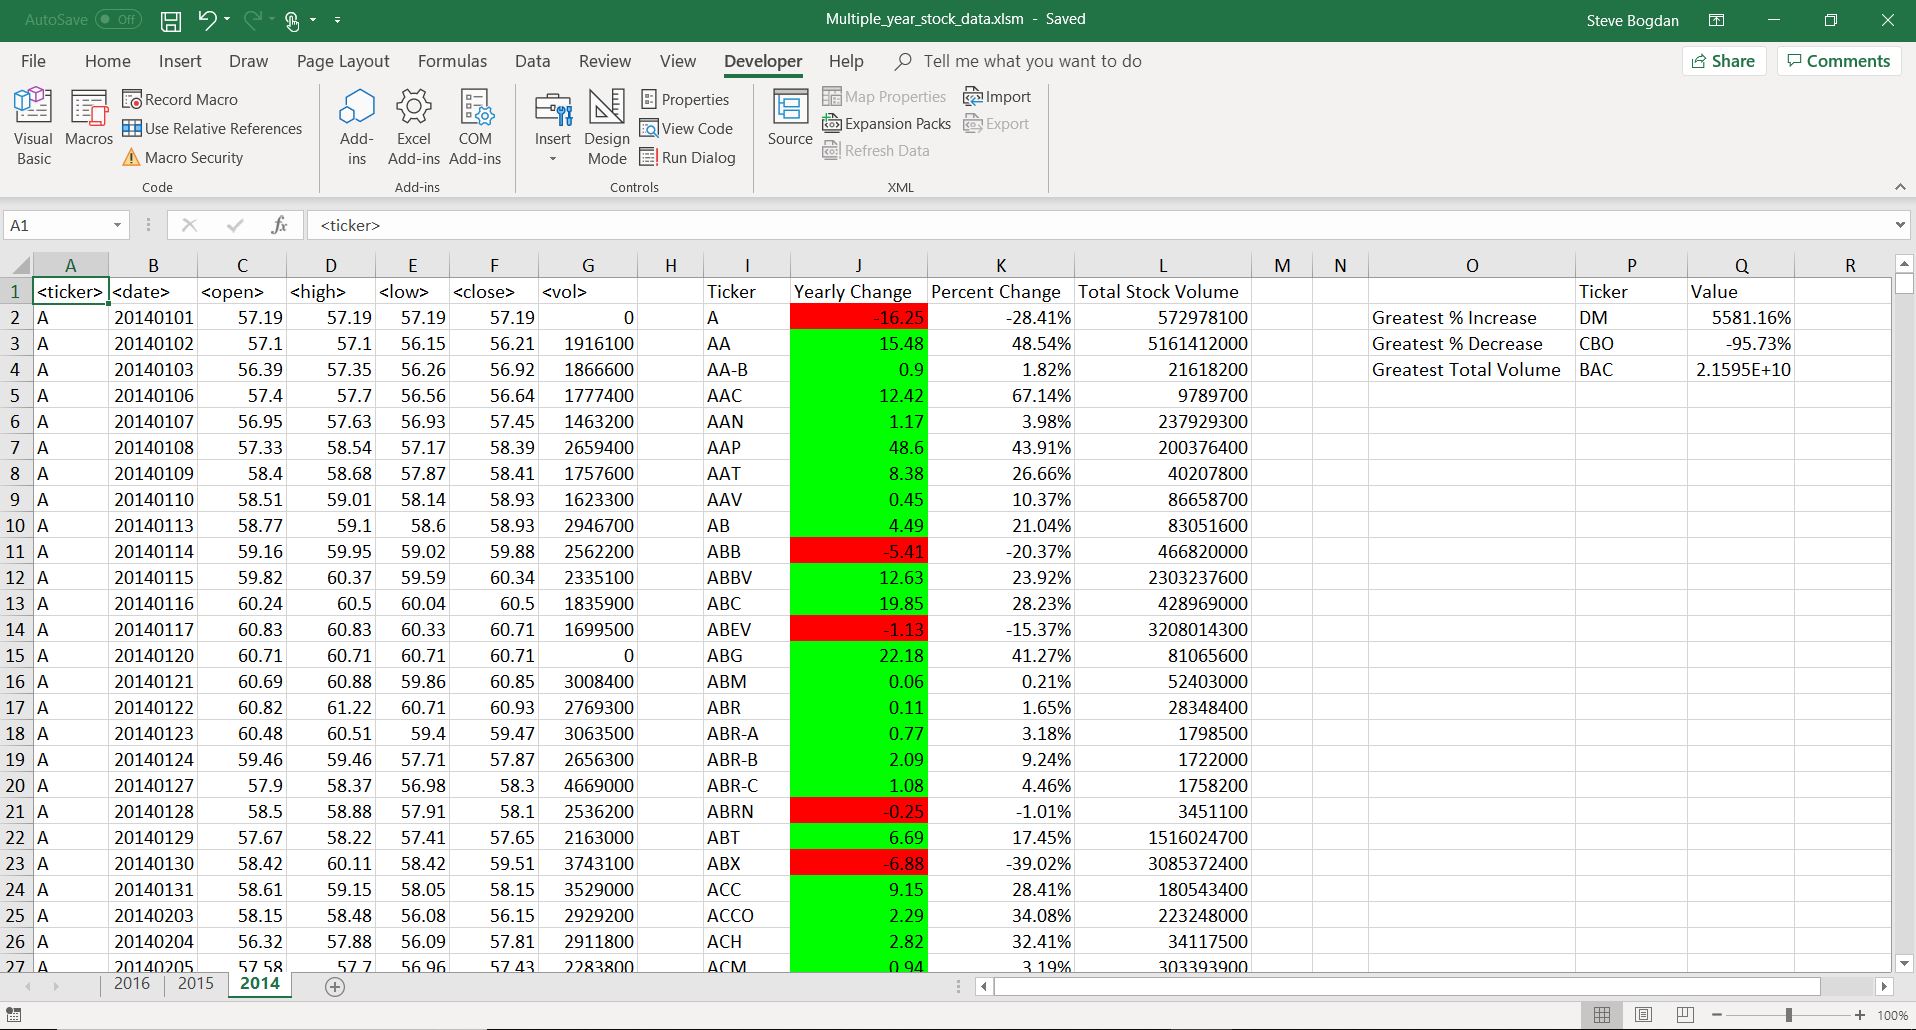 AutoSave Off Multiple_year_stock_data.xlsm - Saved Steve Bogdan
File Home Insert Draw Page Layout Formulas Data Review View Developer Help Tell me what you want to do Share Comments
Visual Basic
Macros
Record Macro
Use Relative References
Macro Security
Code
Add-ins
Excel Add-ins
COM Add-ins
Add-ins
Insert
Design Mode
Properties
View Code
Run Dialog
Controls
Source
Map Properties
Expansion Packs
Refresh Data
Import
Export
XML
A1 fx <ticker>
A B C D E F G H I J K L M N O P Q R
1 <ticker> <date> <open> <high> <low> <close> <vol> Ticker Yearly Change Percent Change Total Stock Volume Ticker Value
2 A 20140101 57.19 57.19 57.19 57.19 0 A -16.25 -28.41% 572978100 Greatest % Increase DM 5581.16%
3 A 20140102 57.1 57.1 56.15 56.21 1916100 AA 15.48 48.54% 5161412000 Greatest % Decrease CBO -95.73%
4 A 20140103 56.39 57.35 56.26 56.92 1866600 AA-B 0.9 1.82% 21618200 Greatest Total Volume BAC 2.1595E+10
5 A 20140106 57.4 57.7 56.56 56.64 1777400 AAC 12.42 67.14% 9789700
6 A 20140107 56.95 57.63 56.93 57.45 1463200 AAN 1.17 3.98% 237929300
7 A 20140108 57.33 58.54 57.17 58.39 2659400 AAP 48.6 43.91% 200376400
8 A 20140109 58.4 58.68 57.87 58.41 1757600 AAT 8.38 26.66% 40207800
9 A 20140110 58.51 59.01 58.14 58.93 1623300 AAV 0.45 10.37% 86658700
10 A 20140113 58.77 59.1 58.6 58.93 2946700 AB 4.49 21.04% 83051600
11 A 20140114 59.16 59.95 59.02 59.88 2562200 ABB -5.41 -20.37% 466820000
12 A 20140115 59.82 60.37 59.59 60.34 2335100 ABBV 12.63 23.92% 2303237600
13 A 20140116 60.24 60.5 60.04 60.5 1835900 ABC 19.85 28.23% 428969000
14 A 20140117 60.83 60.83 60.33 60.71 1699500 ABEV -1.13 -15.37% 3208014300
15 A 20140120 60.71 60.71 60.71 60.71 0 ABG 22.18 41.27% 81065600
16 A 20140121 60.69 60.88 59.86 60.85 3008400 ABM 0.06 0.21% 52403000
17 A 20140122 60.82 61.22 60.71 60.93 2769300 ABR 0.11 1.65% 28348400
18 A 20140123 60.48 60.51 59.4 59.47 3063500 ABR-A 0.77 3.18% 1798500
19 A 20140124 59.46 59.46 57.71 57.87 2656300 ABR-B 2.09 9.24% 1722000
20 A 20140127 57.9 58.37 56.98 58.3 4669000 ABR-C 1.08 4.46% 1758200
21 A 20140128 58.5 58.88 57.91 58.1 2536200 ABRN -0.25 -1.01% 3451100
22 A 20140129 57.67 58.22 57.41 57.65 2163000 ABT 6.69 17.45% 1516024700
23 A 20140130 58.42 60.11 58.42 59.51 3743100 ABX -6.88 -39.02% 3085372400
24 A 20140131 58.61 59.15 58.05 58.15 3529000 ACC 9.15 28.41% 180543400
25 A 20140203 58.15 58.48 56.08 56.15 2929200 ACCO 2.29 34.08% 223248000
26 A 20140204 56.32 57.88 56.09 57.81 2911800 ACH 2.82 32.41% 34117500
27 A 20140205 57.58 57.7 56.96 57.43 2283800 ACM 0.94 3.19% 303393900
2016 2015 2014
100%